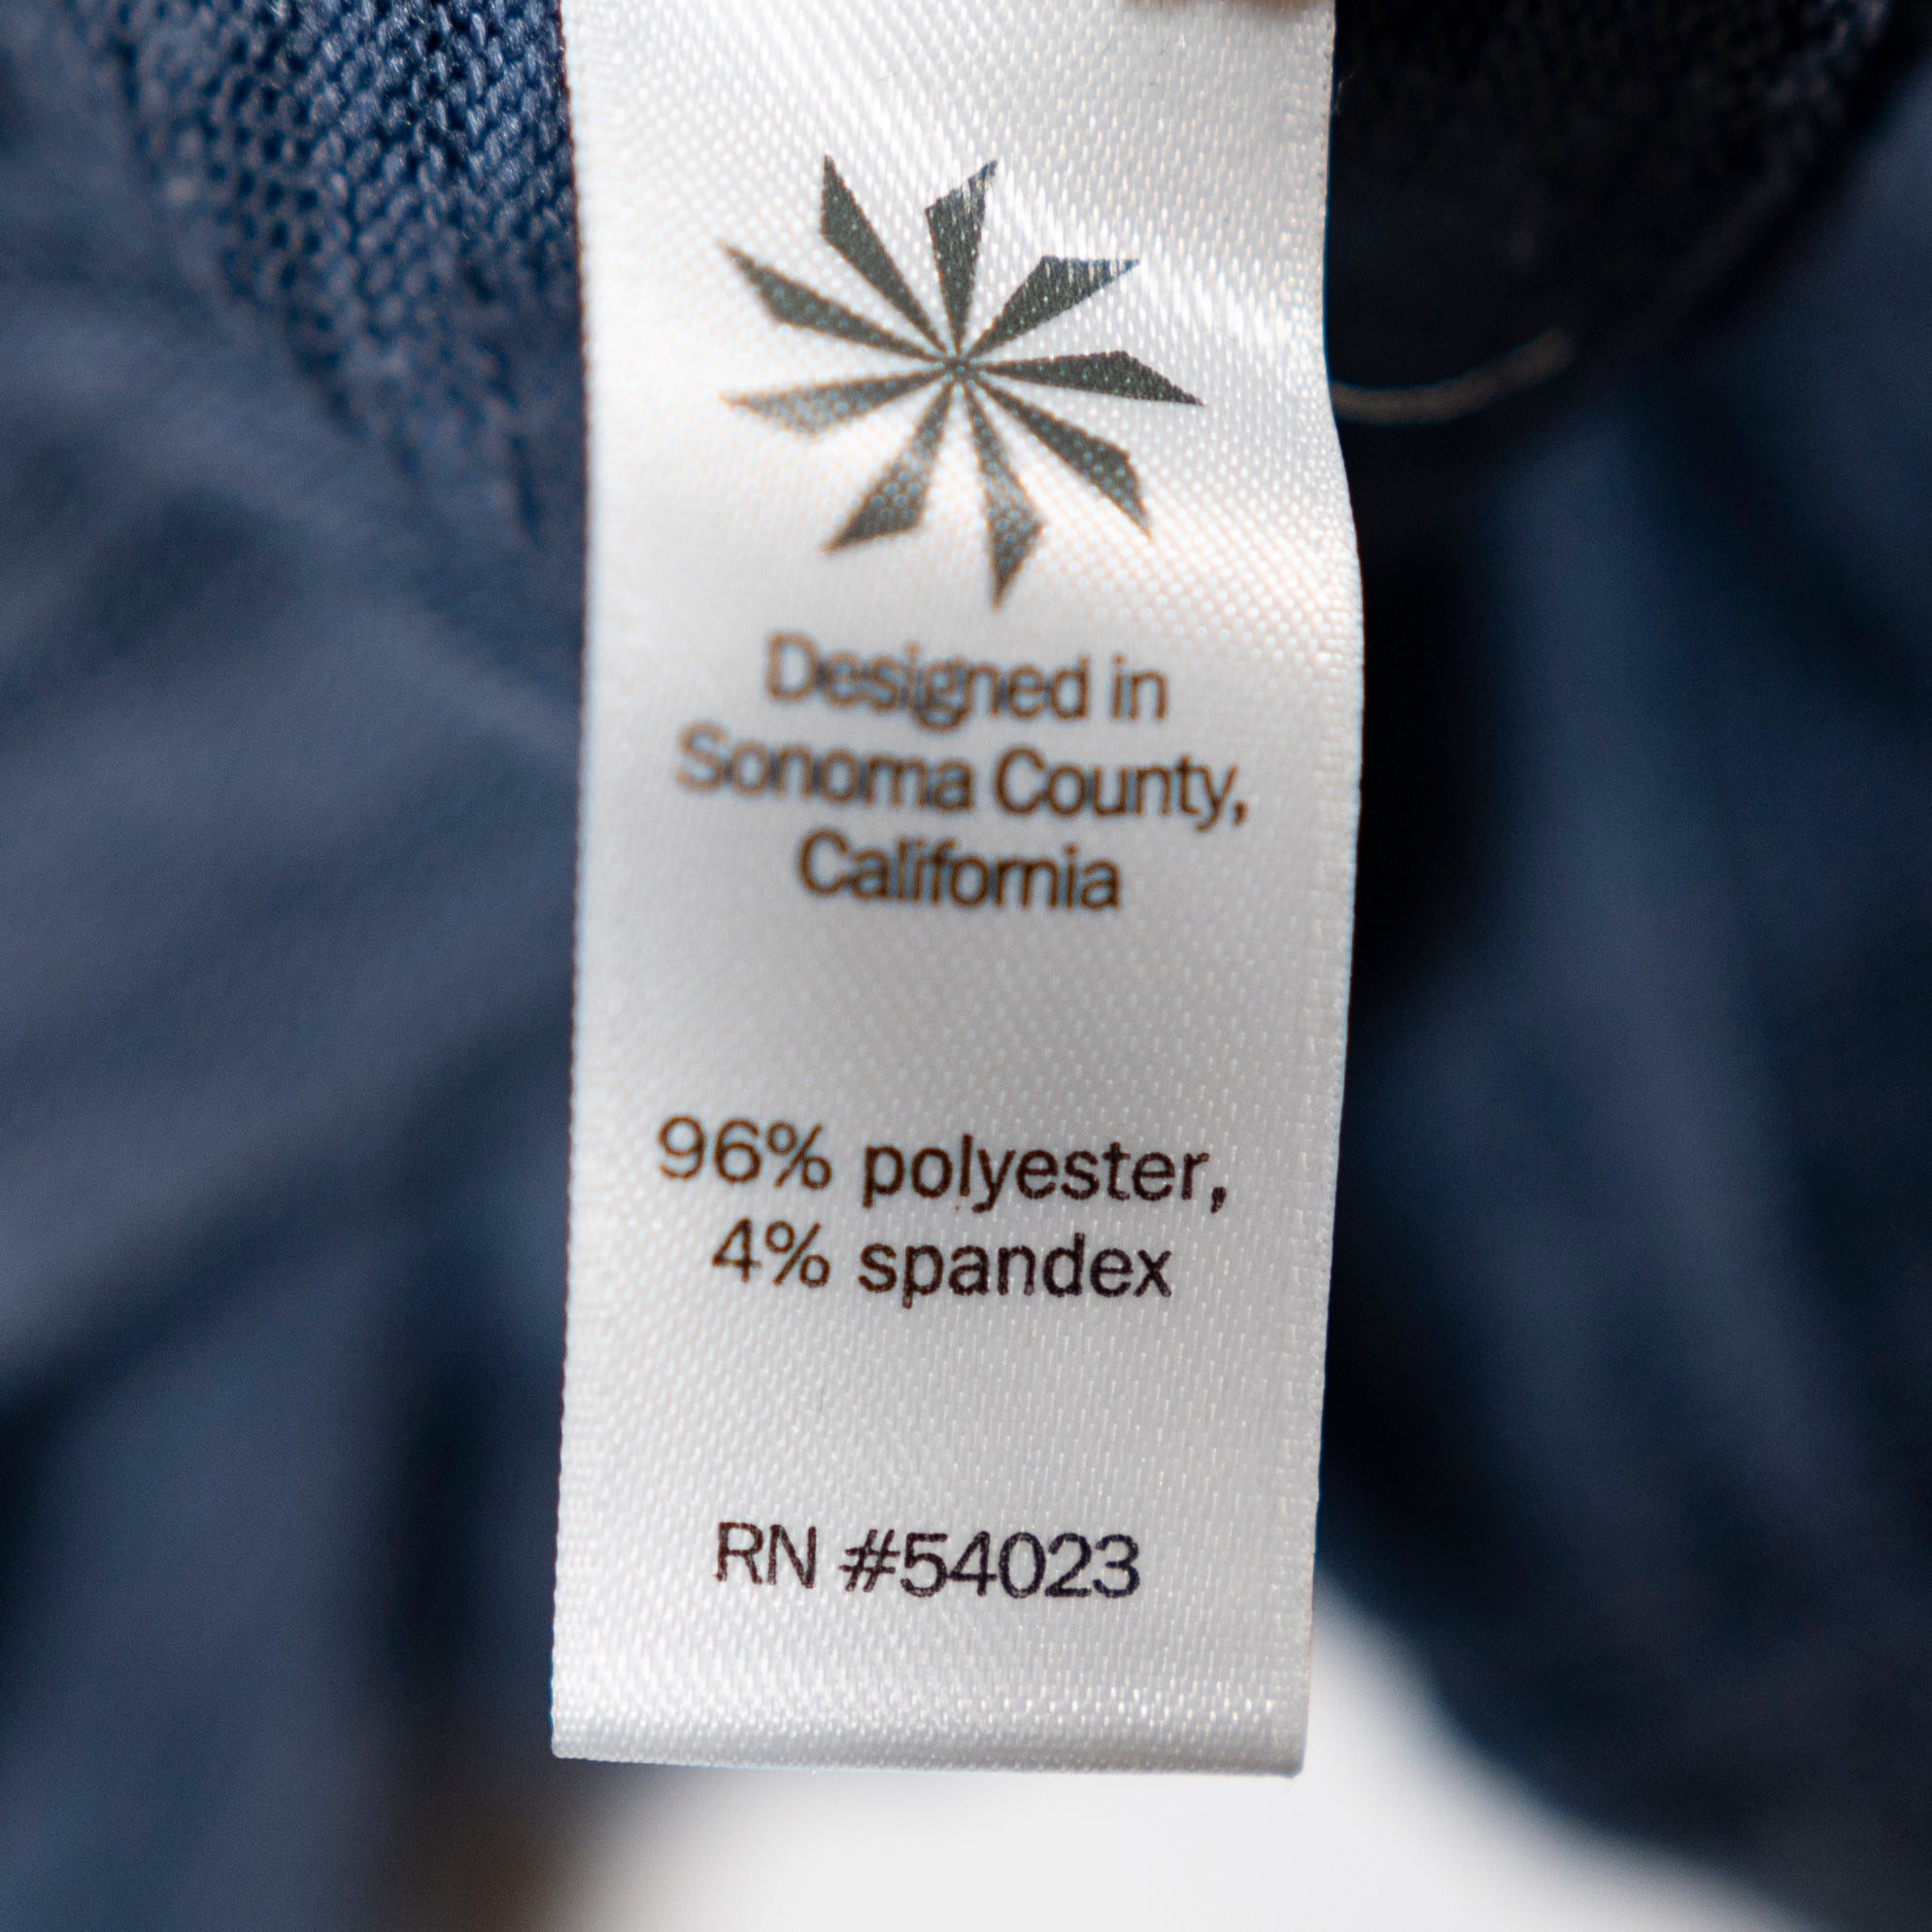 Designed in
Sonoma County,
California
96% polyester,
4% spandex
RN #54023